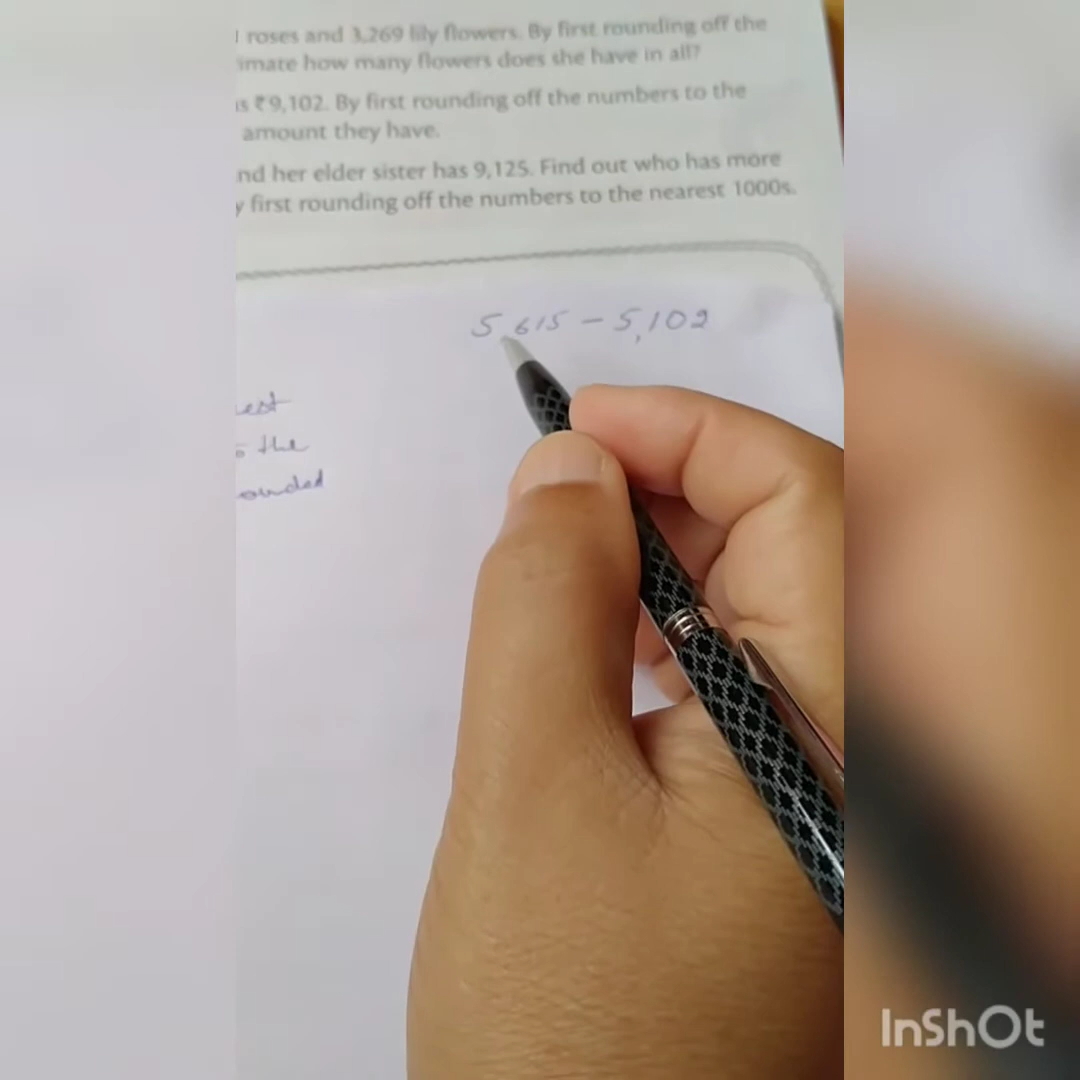 roses and 3,269 lily flowers. By first rounding off the
imate how many flowers does she have in all?
is ₹9,102. By first rounding off the numbers to the
amount they have.
nd her elder sister has 9,125. Find out who has more
y first rounding off the numbers to the nearest 1000s.
5,615 - 5,102
est
the
ounded
InShOt